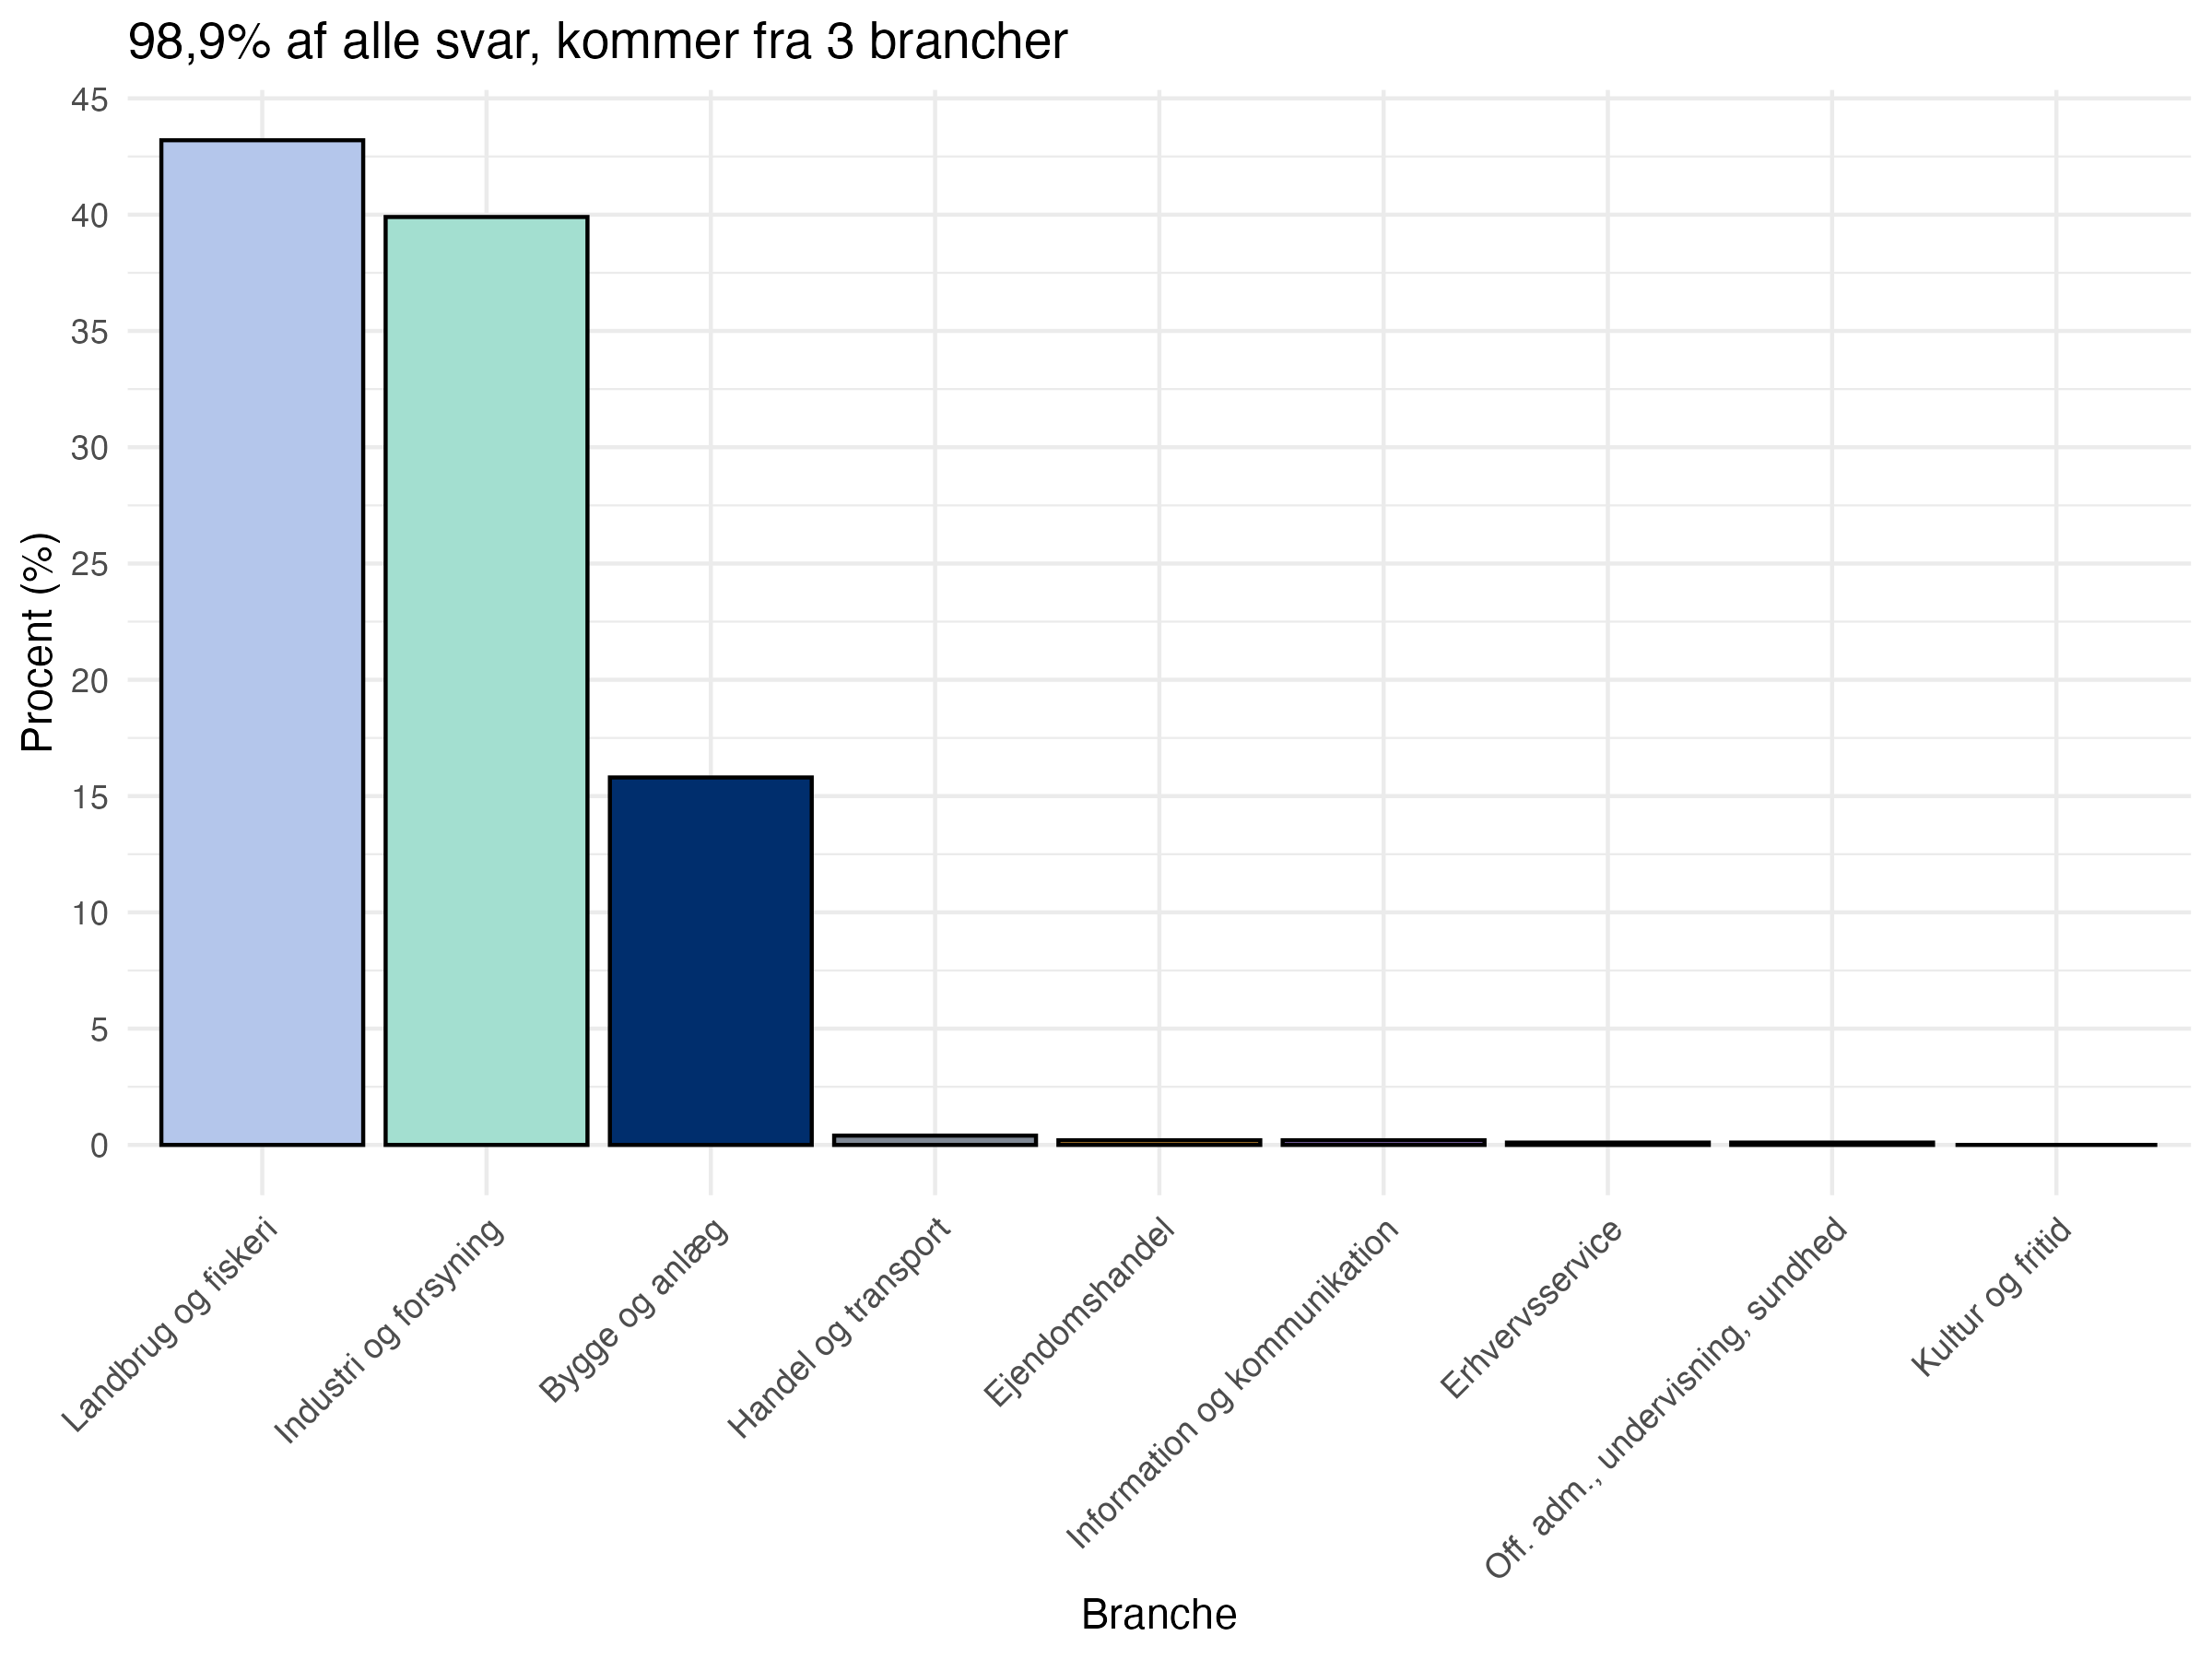 98,9% af alle svar, kommer fra 3 brancher
45
40
35
30
25
20
15
10
5
0
Procent (%)
Landbrug og fiskeri
Industri og forsyning
Bygge og anlæg
Handel og transport
Ejendomshandel
Information og kommunikation
Erhvervsservice
Off. adm., undervisning, sundhed
Kultur og fritid
Branche